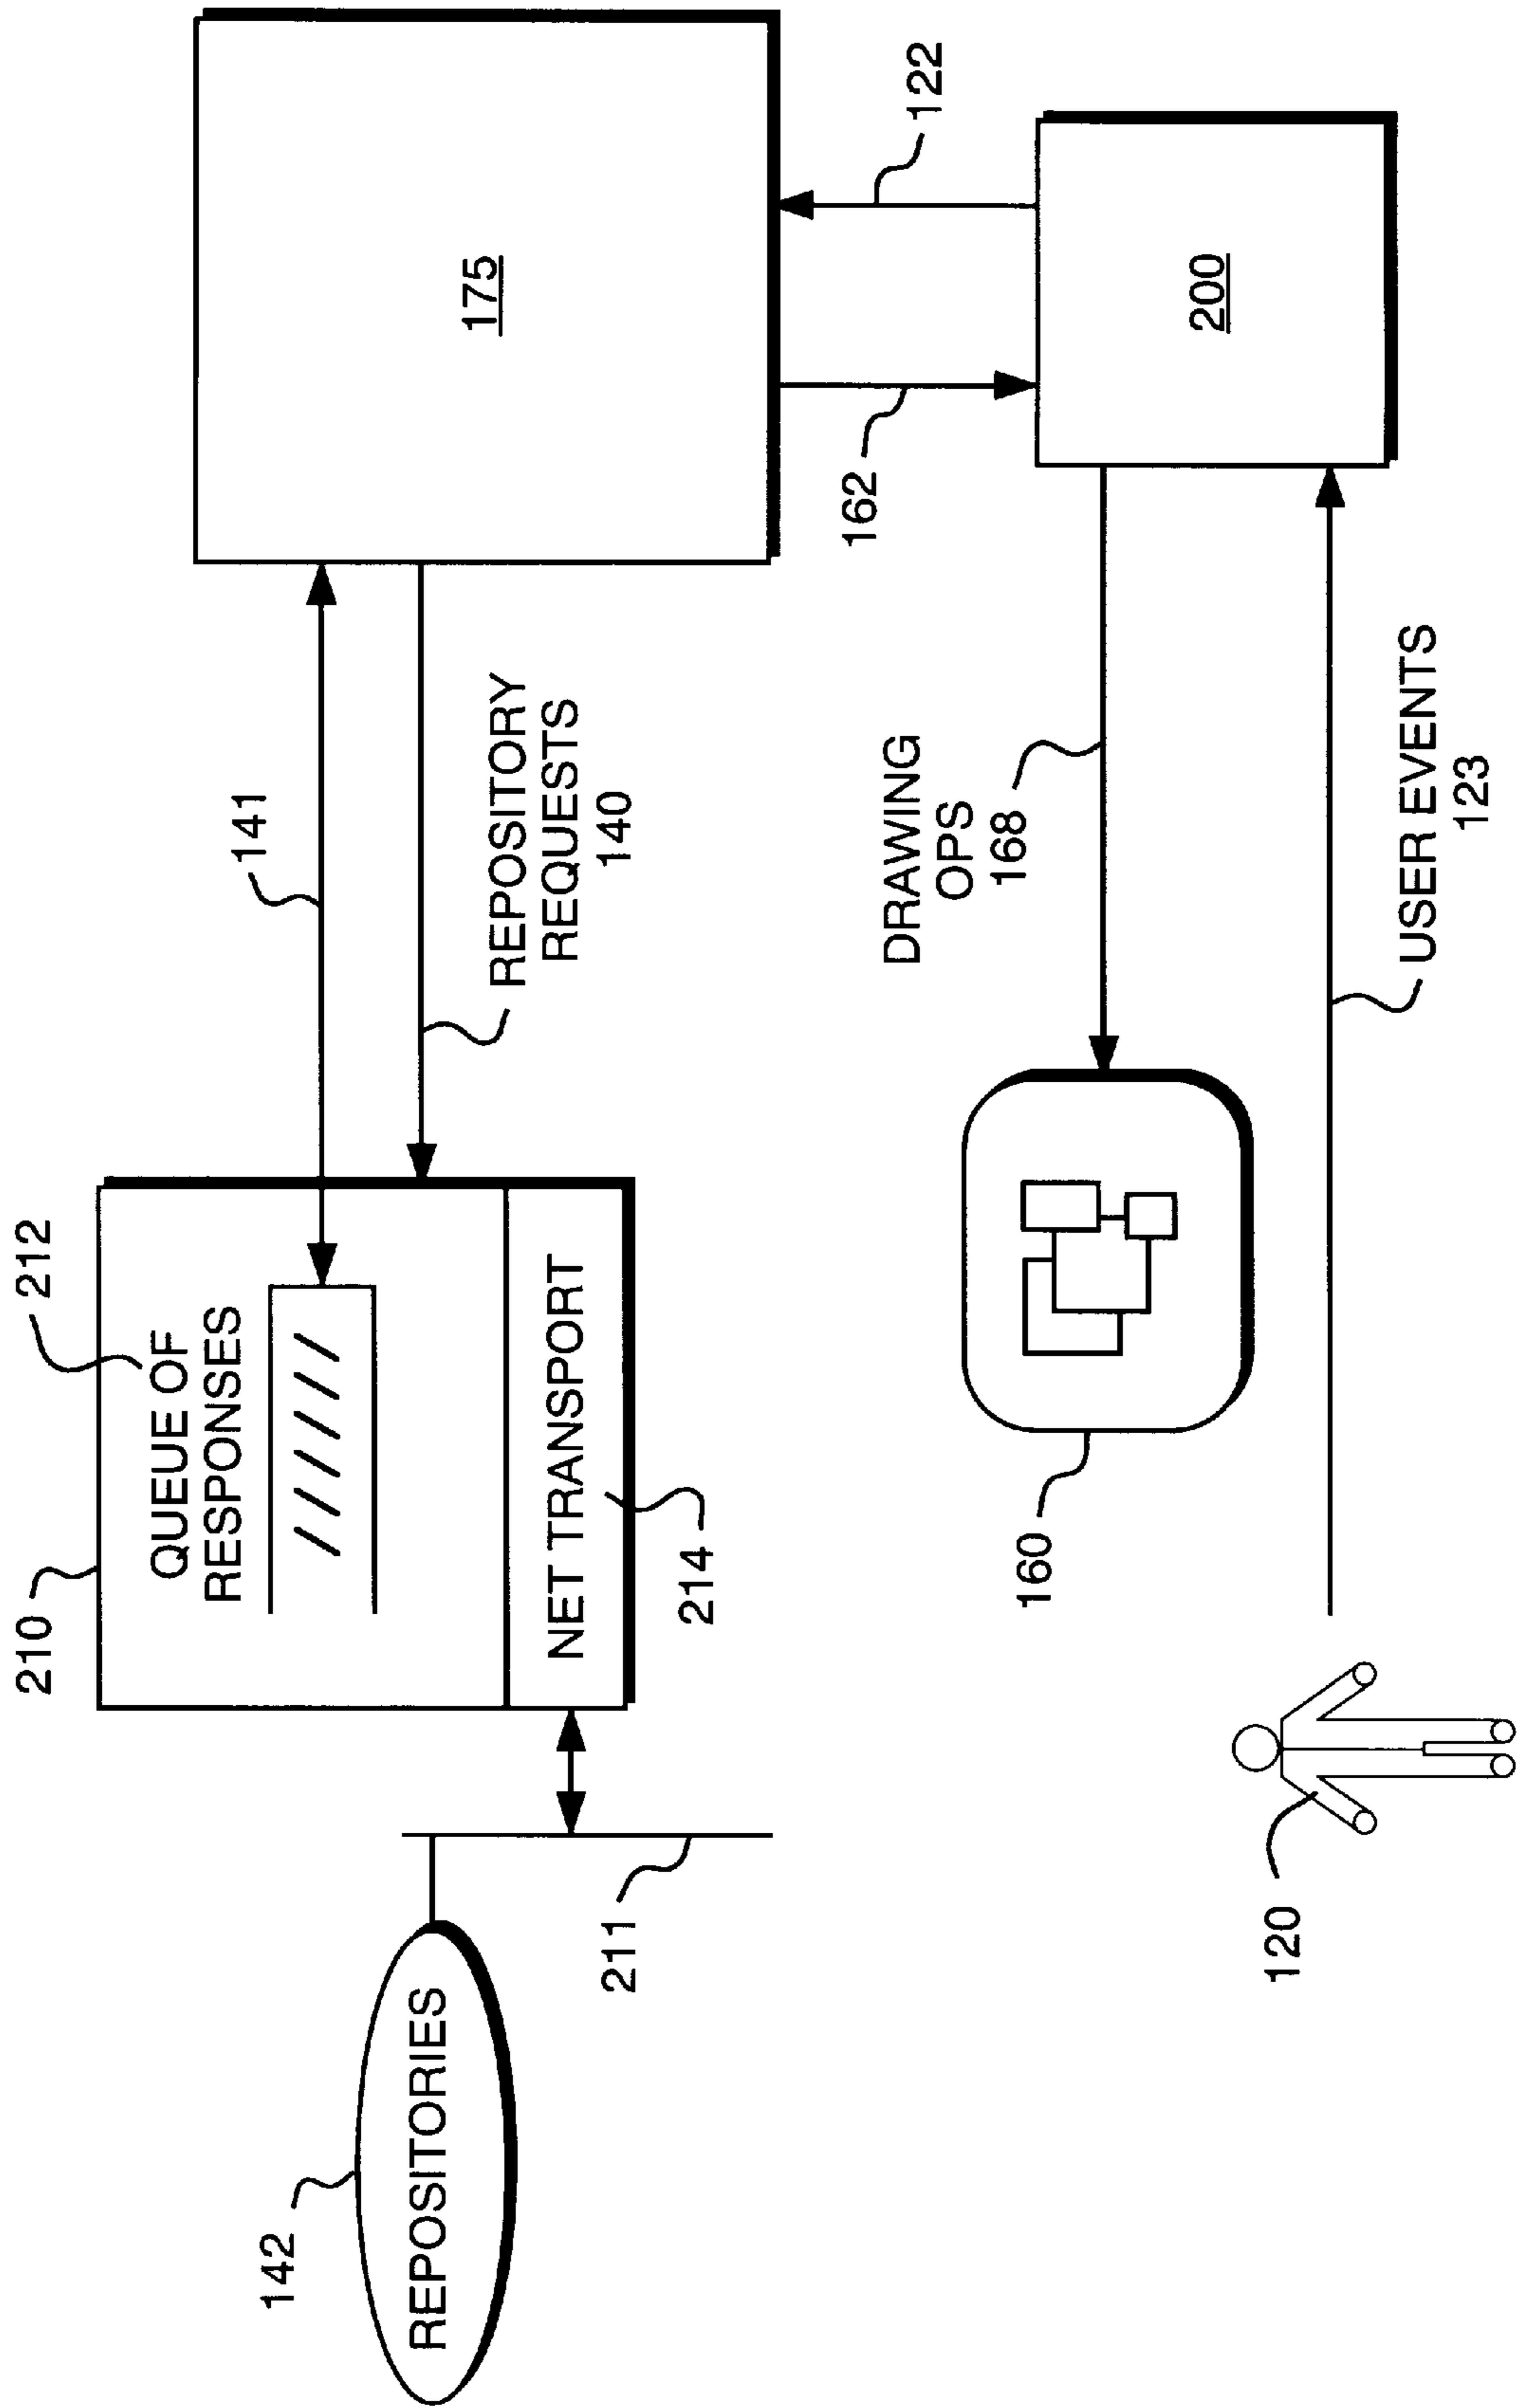 210
212
QUEUE OF
RESPONSES
NET TRANSPORT
214
142
REPOSITORIES
211
141
REPOSITORY
REQUESTS
140
175
162
122
200
DRAWING
OPS
168
160
USER EVENTS
123
120